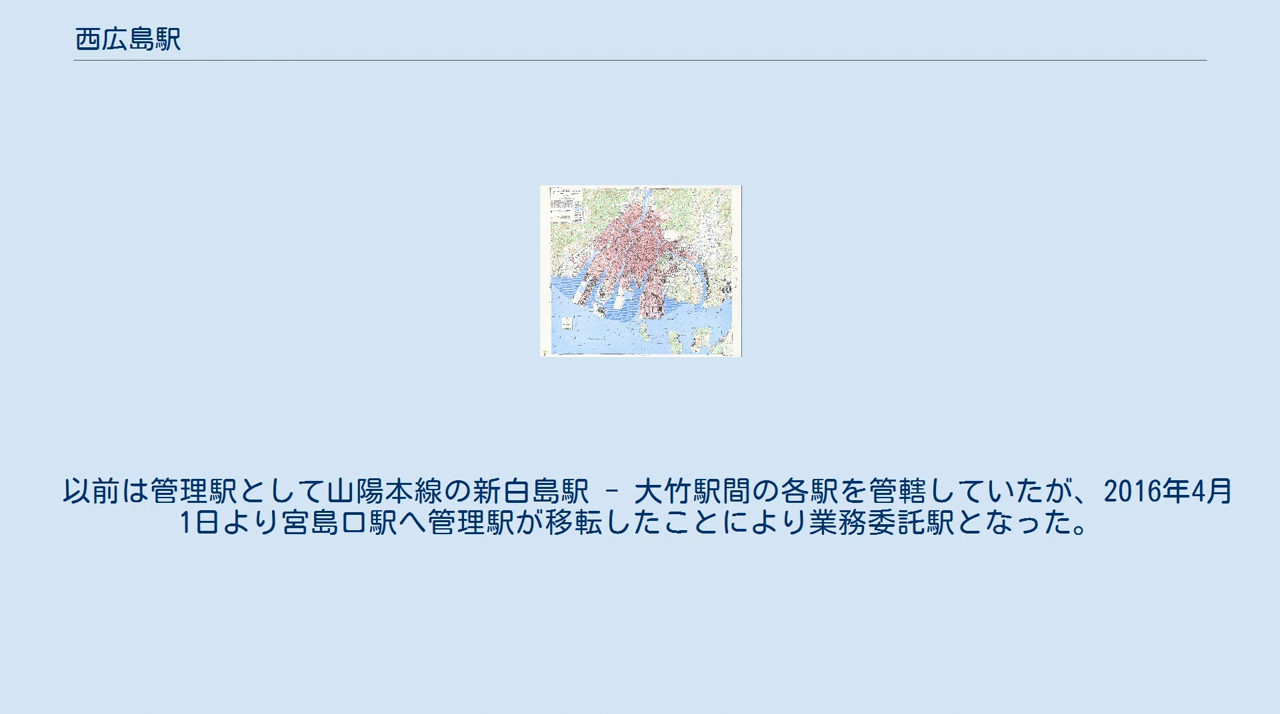 西広島駅
以前は管理駅として山陽本線の新白島駅 - 大竹駅間の各駅を管轄していたが、2016年4月
1日より宮島口駅へ管理駅が移転したことにより業務委託駅となった。